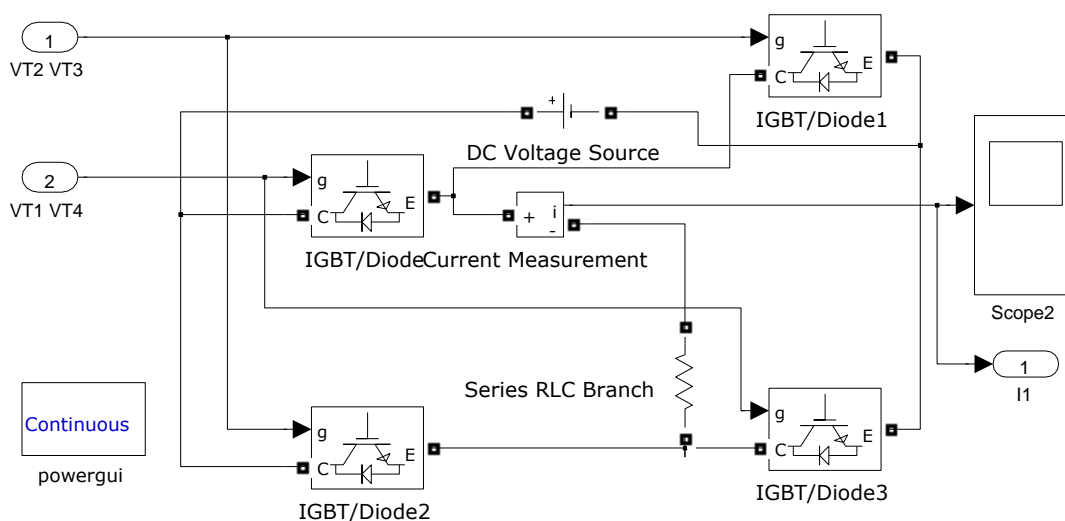 1
VT2 VT3
g
C
E
IGBT/Diode1
+
DC Voltage Source
2
VT1 VT4
g
C
E
IGBT/Diode
+
i
-
Current Measurement
Scope2
1
I1
Series RLC Branch
Continuous
powergui
g
C
E
IGBT/Diode2
g
C
E
IGBT/Diode3